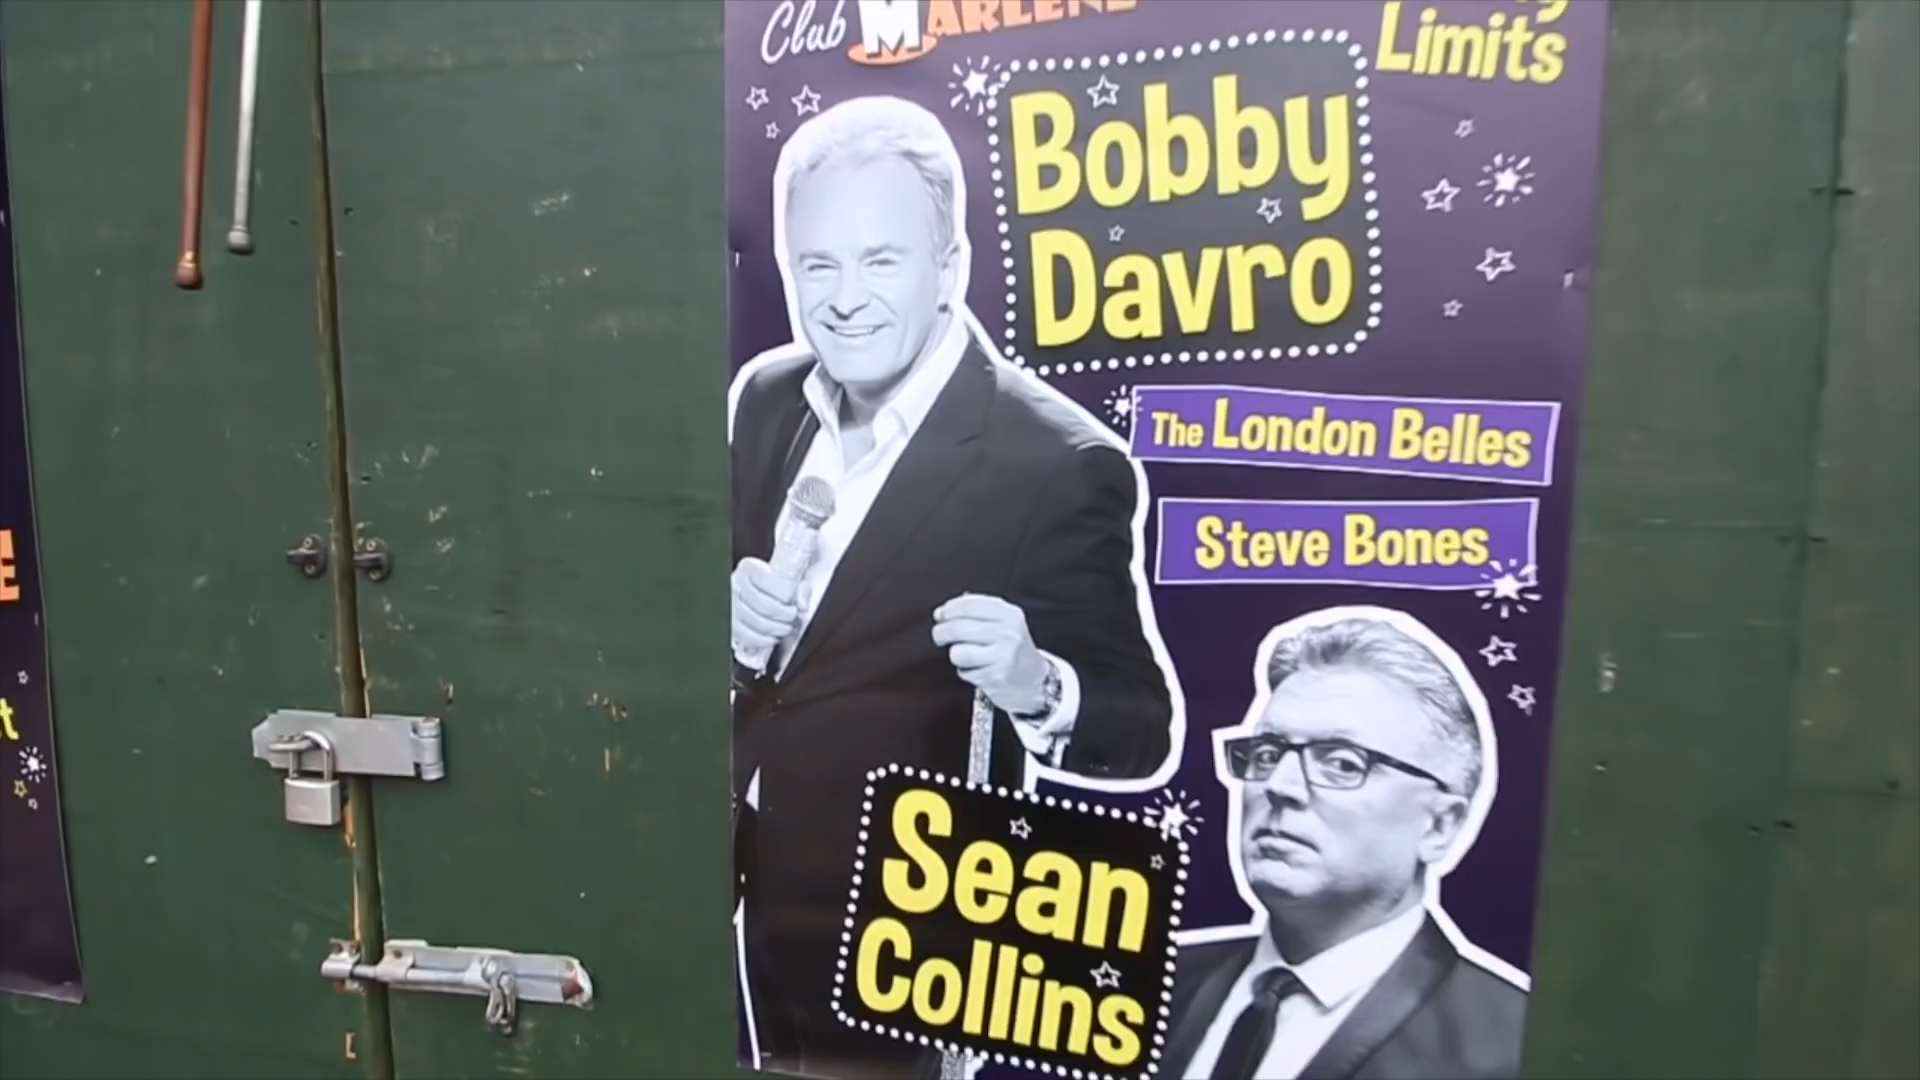 Club MARLENE
Limits
Bobby
Davro
The London Belles
Steve Bones
Sean
Collins